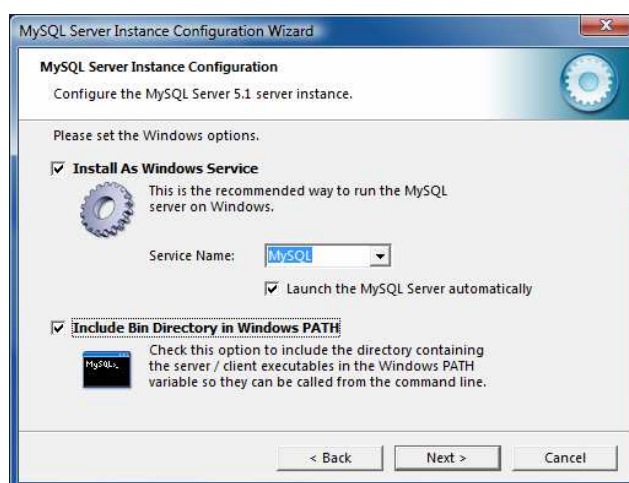 MySQL Server Instance Configuration Wizard
MySQL Server Instance Configuration
Configure the MySQL Server 5.1 server instance.
Please set the Windows options.
Install As Windows Service
This is the recommended way to run the MySQL
server on Windows.
Service Name:
MySQL
Launch the MySQL Server automatically
Include Bin Directory in Windows PATH
MySQL>_
Check this option to include the directory containing
the server / client executables in the Windows PATH
variable so they can be called from the command line.
< Back
Next >
Cancel